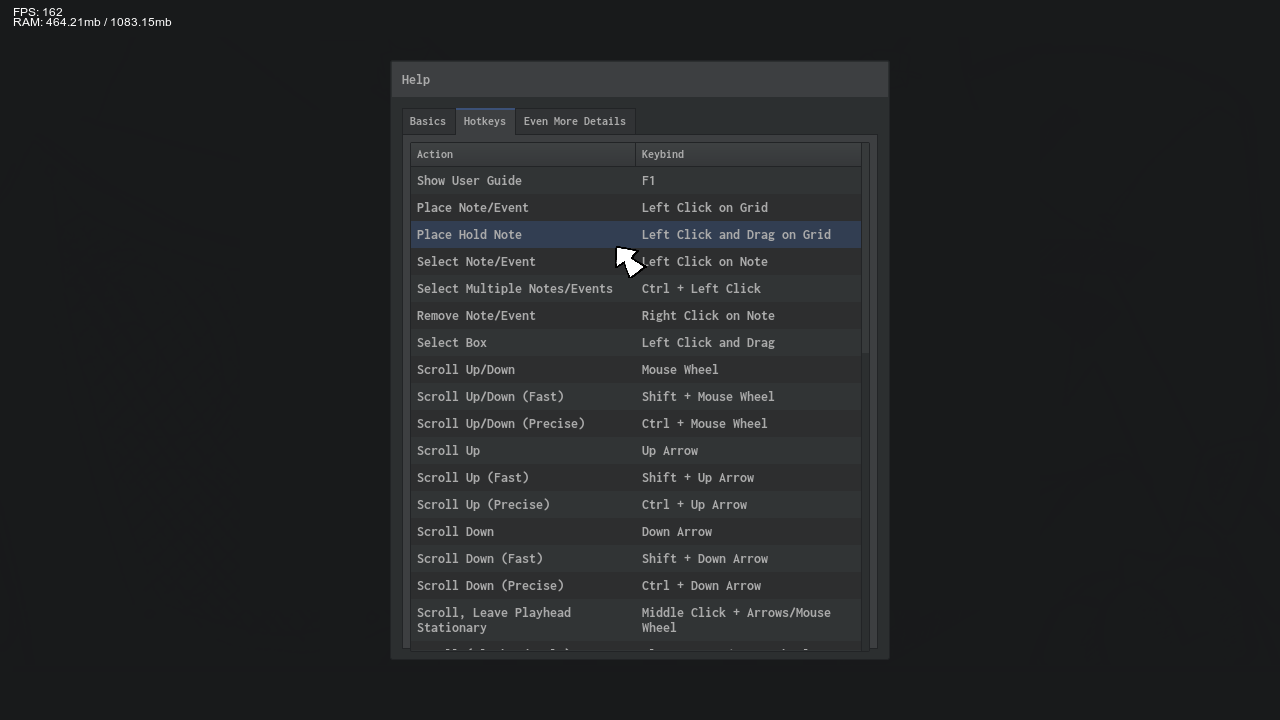 FPS: 162
RAM: 464.21mb / 1083.15mb
Help
Basics Hotkeys Even More Details
Action Keybind
Show User Guide F1
Place Note/Event Left Click on Grid
Place Hold Note Left Click and Drag on Grid
Select Note/Event Left Click on Note
Select Multiple Notes/Events Ctrl + Left Click
Remove Note/Event Right Click on Note
Select Box Left Click and Drag
Scroll Up/Down Mouse Wheel
Scroll Up/Down (Fast) Shift + Mouse Wheel
Scroll Up/Down (Precise) Ctrl + Mouse Wheel
Scroll Up Up Arrow
Scroll Up (Fast) Shift + Up Arrow
Scroll Up (Precise) Ctrl + Up Arrow
Scroll Down Down Arrow
Scroll Down (Fast) Shift + Down Arrow
Scroll Down (Precise) Ctrl + Down Arrow
Scroll, Leave Playhead Middle Click + Arrows/Mouse
Stationary Wheel